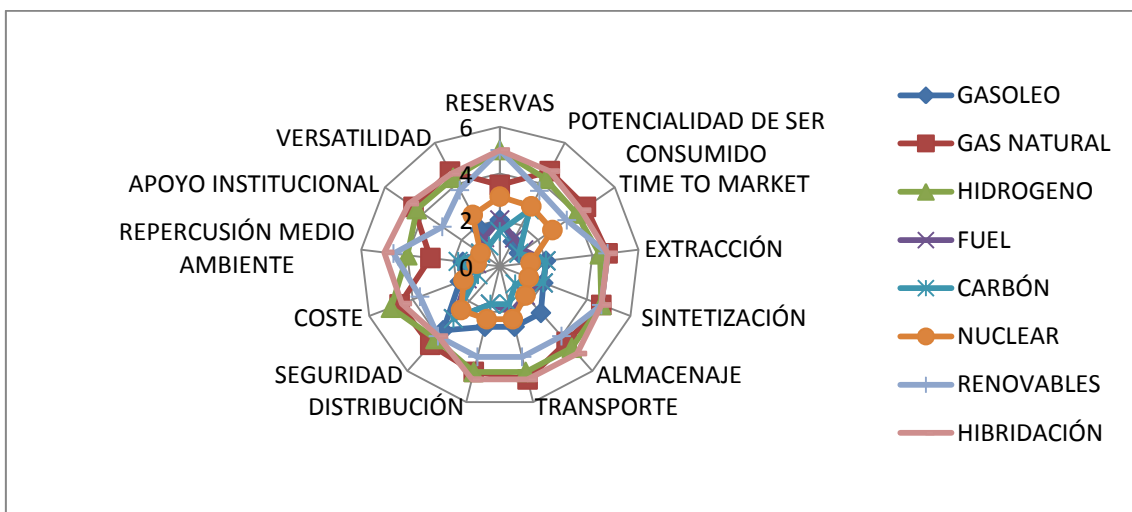 RESERVAS
POTENCIALIDAD DE SER
CONSUMIDO
TIME TO MARKET
EXTRACCIÓN
SINTETIZACIÓN
ALMACENAJE
TRANSPORTE
DISTRIBUCIÓN
SEGURIDAD
COSTE
REPERCUSIÓN MEDIO
AMBIENTE
APOYO INSTITUCIONAL
VERSATILIDAD
6
4
2
0
GASOLEO
GAS NATURAL
HIDROGENO
FUEL
CARBÓN
NUCLEAR
RENOVABLES
HIBRIDACIÓN